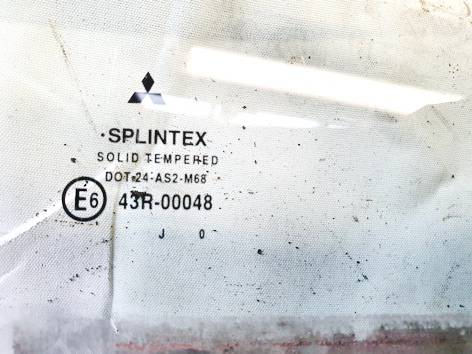 ·SPLINTEX
SOLID TEMPERED
DOT-24-AS2-M68
E6 43R-00048
J 0